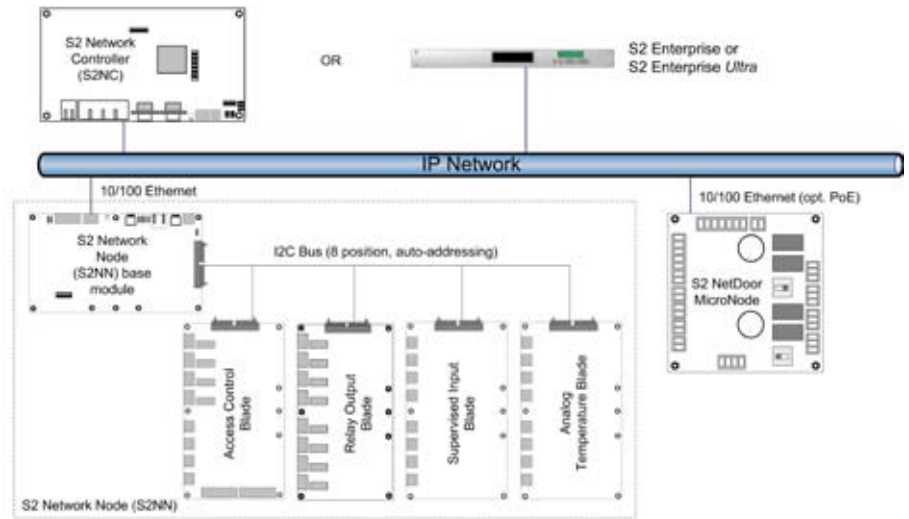 S2 Network
Controller
(S2NC)
OR
S2 Enterprise or
S2 Enterprise Ultra
IP Network
10/100 Ethernet
10/100 Ethernet (opt. PoE)
S2 Network
Node
(S2NN) base
module
I2C Bus (8 position, auto-addressing)
S2 NetDoor
MicroNode
Access Control
Blade
Relay Output
Blade
Supervised Input
Blade
Analog
Temperature Blade
S2 Network Node (S2NN)